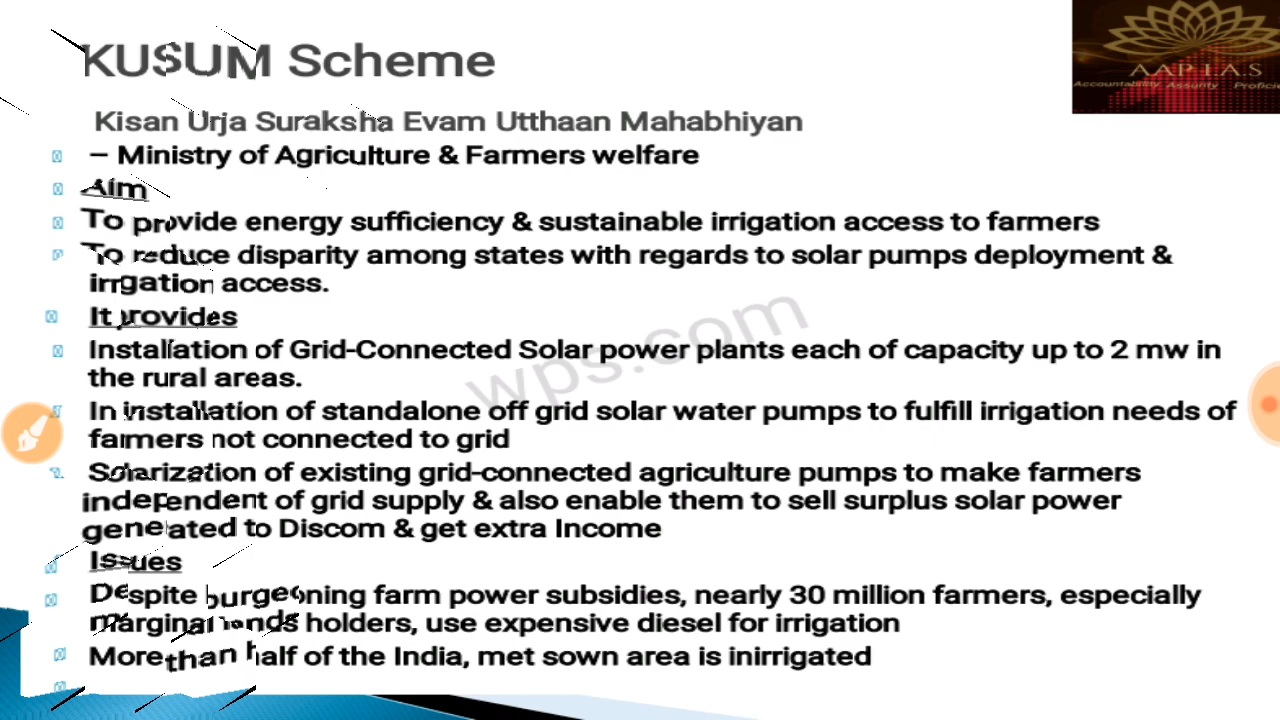 KUSUM Scheme
AAPIAS
Accountability Assurity Proficie
Kisan Urja Suraksha Evam Utthaan Mahabhiyan
– Ministry of Agriculture & Farmers welfare
Aim
To provide energy sufficiency & sustainable irrigation access to farmers
To reduce disparity among states with regards to solar pumps deployment &
irrgation access.
It provides
Installation of Grid-Connected Solar power plants each of capacity up to 2 mw in
the rural areas.
In installation of standalone off grid solar water pumps to fulfill irrigation needs of
farmers not connected to grid
Solarization of existing grid-connected agriculture pumps to make farmers
independent of grid supply & also enable them to sell surplus solar power
generated to Discom & get extra Income
Issues
Despite burgeoning farm power subsidies, nearly 30 million farmers, especially
marginal lands holders, use expensive diesel for irrigation
More than half of the India, met sown area is inirrigated
wps.com